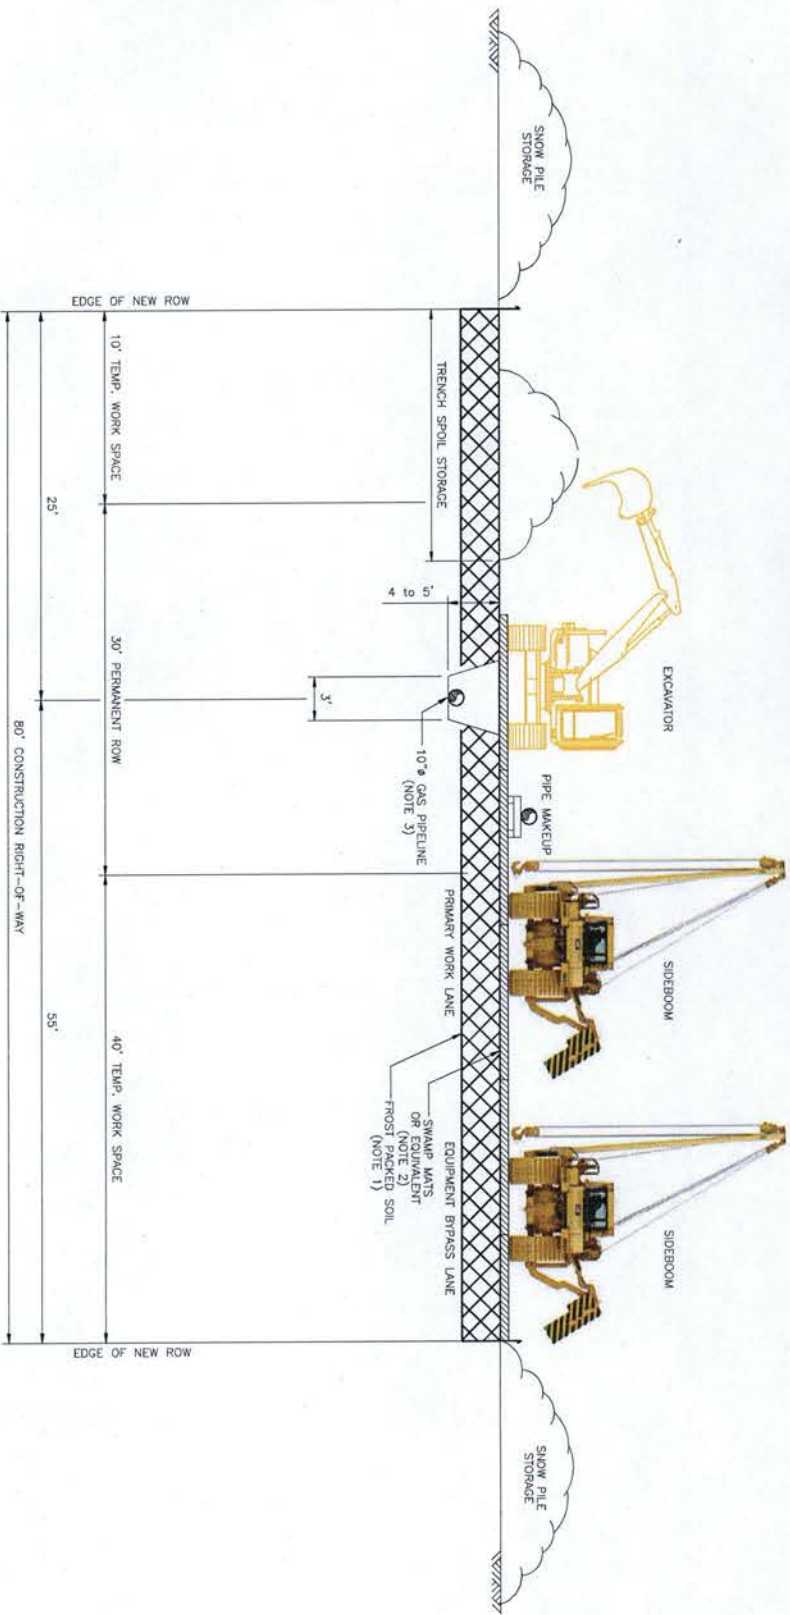 SNOW PILE
STORAGE
EXCAVATOR
PIPE MAKEUP
SIDEBOOM
SIDEBOOM
SNOW PILE
STORAGE
TRENCH SPOIL STORAGE
4 to 5'
3'
10"ø GAS PIPELINE
(NOTE 3)
PRIMARY WORK LANE
EQUIPMENT BYPASS LANE
SWAMP MATS
OR EQUIVALENT
(NOTE 2)
FROST PACKED SOIL
(NOTE 1)
EDGE OF NEW ROW
EDGE OF NEW ROW
10' TEMP. WORK SPACE
30' PERMANENT ROW
40' TEMP. WORK SPACE
25'
55'
80' CONSTRUCTION RIGHT-OF-WAY